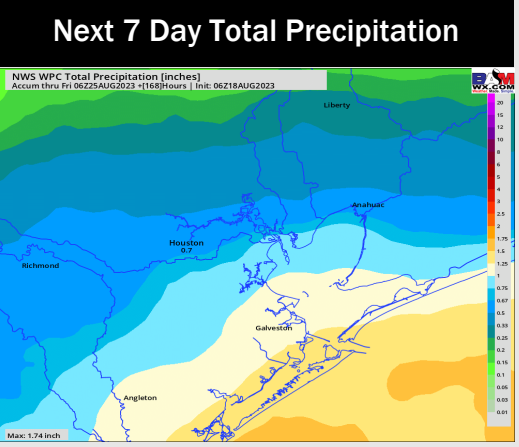 Next 7 Day Total Precipitation
NWS WPC Total Precipitation [inches]
Accum thru Fri 06Z25AUG2023 +[168]Hours | Init: 06Z18AUG2023
BAM
WX.COM
Liberty
Anahuac
Houston
0.7
Richmond
Galveston
Angleton
20
15
12
10
8
6
5
4
3
2.5
2
1.75
1.5
1.25
1
0.75
0.67
0.5
0.33
0.25
0.2
0.15
0.1
0.05
0.03
0.01
Max: 1.74 inch